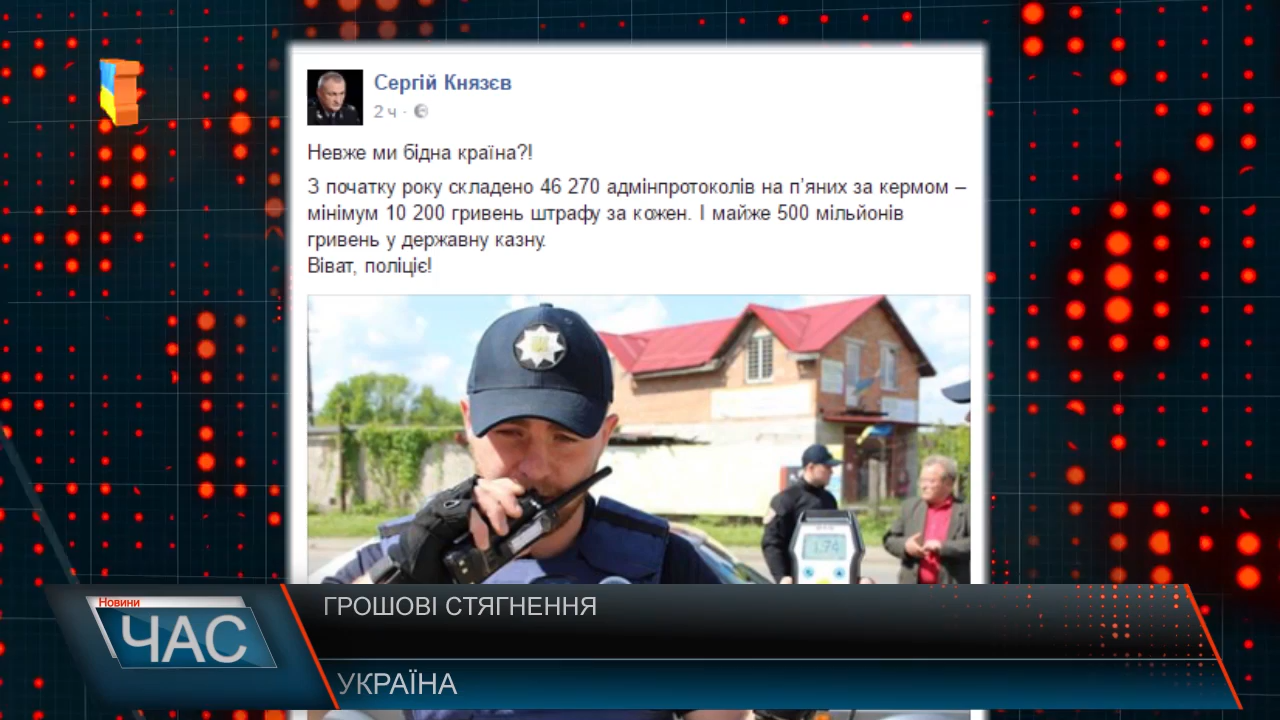 Сергій Князєв
2 ч ·
Невже ми бідна країна?!
З початку року складено 46 270 адмінпротоколів на п’яних за кермом –
мінімум 10 200 гривень штрафу за кожен. І майже 500 мільйонів
гривень у державну казну.
Віват, поліціє!
1.74
Новини
ЧАС
ГРОШОВІ СТЯГНЕННЯ
УКРАЇНА